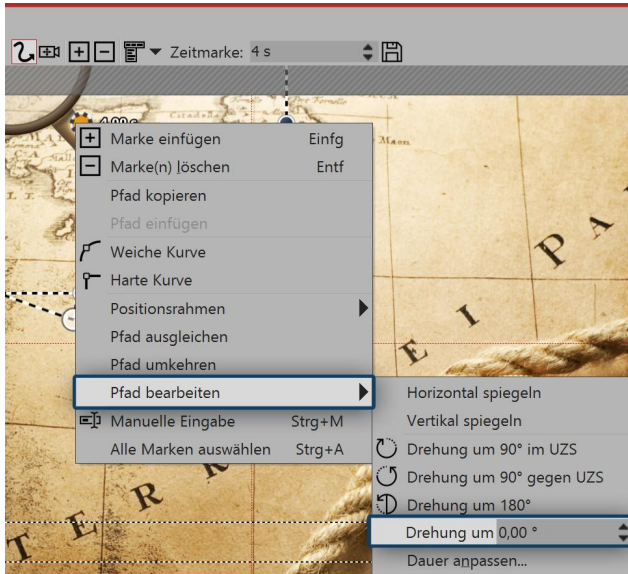 Zeitmarke: 4 s
4,00 s
Marke einfügen Einfg
Marke(n) löschen Entf
Pfad kopieren
Pfad einfügen
Weiche Kurve
Harte Kurve
Positionsrahmen
Pfad ausgleichen
Pfad umkehren
Pfad bearbeiten
Manuelle Eingabe Strg+M
Alle Marken auswählen Strg+A
Horizontal spiegeln
Vertikal spiegeln
Drehung um 90° im UZS
Drehung um 90° gegen UZS
Drehung um 180°
Drehung um 0,00 °
Dauer anpassen...
E I P A
T E R R